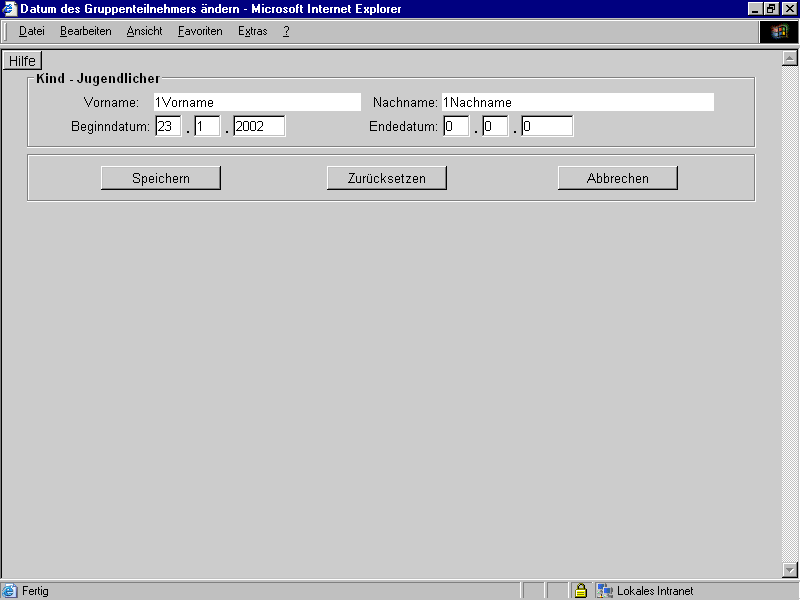 Datum des Gruppenteilnehmers ändern - Microsoft Internet Explorer
Datei Bearbeiten Ansicht Favoriten Extras ?
Hilfe
Kind - Jugendlicher
Vorname: 1Vorname Nachname: 1Nachname
Beginndatum: 23 . 1 . 2002 Endedatum: 0 . 0 . 0
Speichern Zurücksetzen Abbrechen
Fertig Lokales Intranet